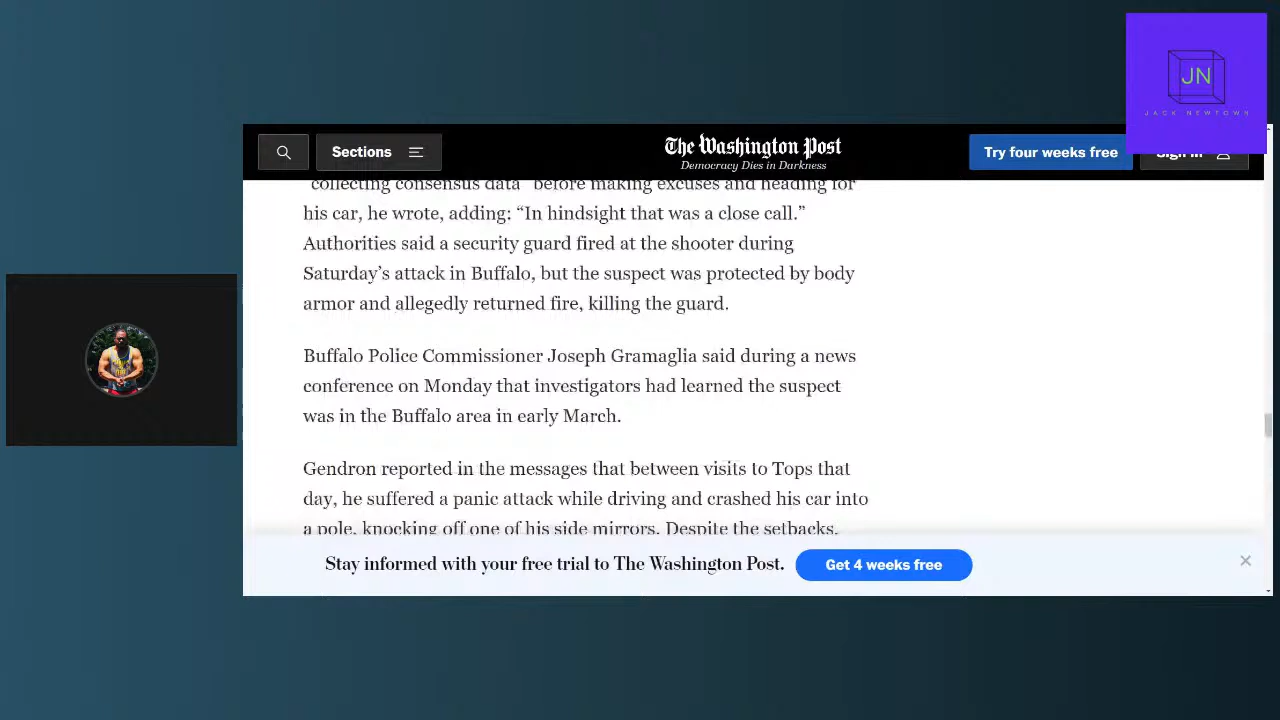 JN
JACK NEWTOWN
Sections
The Washington Post
Democracy Dies in Darkness
Try four weeks free
Sign in
“collecting consensus data” before making excuses and heading for
his car, he wrote, adding: “In hindsight that was a close call.”
Authorities said a security guard fired at the shooter during
Saturday’s attack in Buffalo, but the suspect was protected by body
armor and allegedly returned fire, killing the guard.
Buffalo Police Commissioner Joseph Gramaglia said during a news
conference on Monday that investigators had learned the suspect
was in the Buffalo area in early March.
Gendron reported in the messages that between visits to Tops that
day, he suffered a panic attack while driving and crashed his car into
a pole, knocking off one of his side mirrors. Despite the setbacks,
Stay informed with your free trial to The Washington Post.
Get 4 weeks free